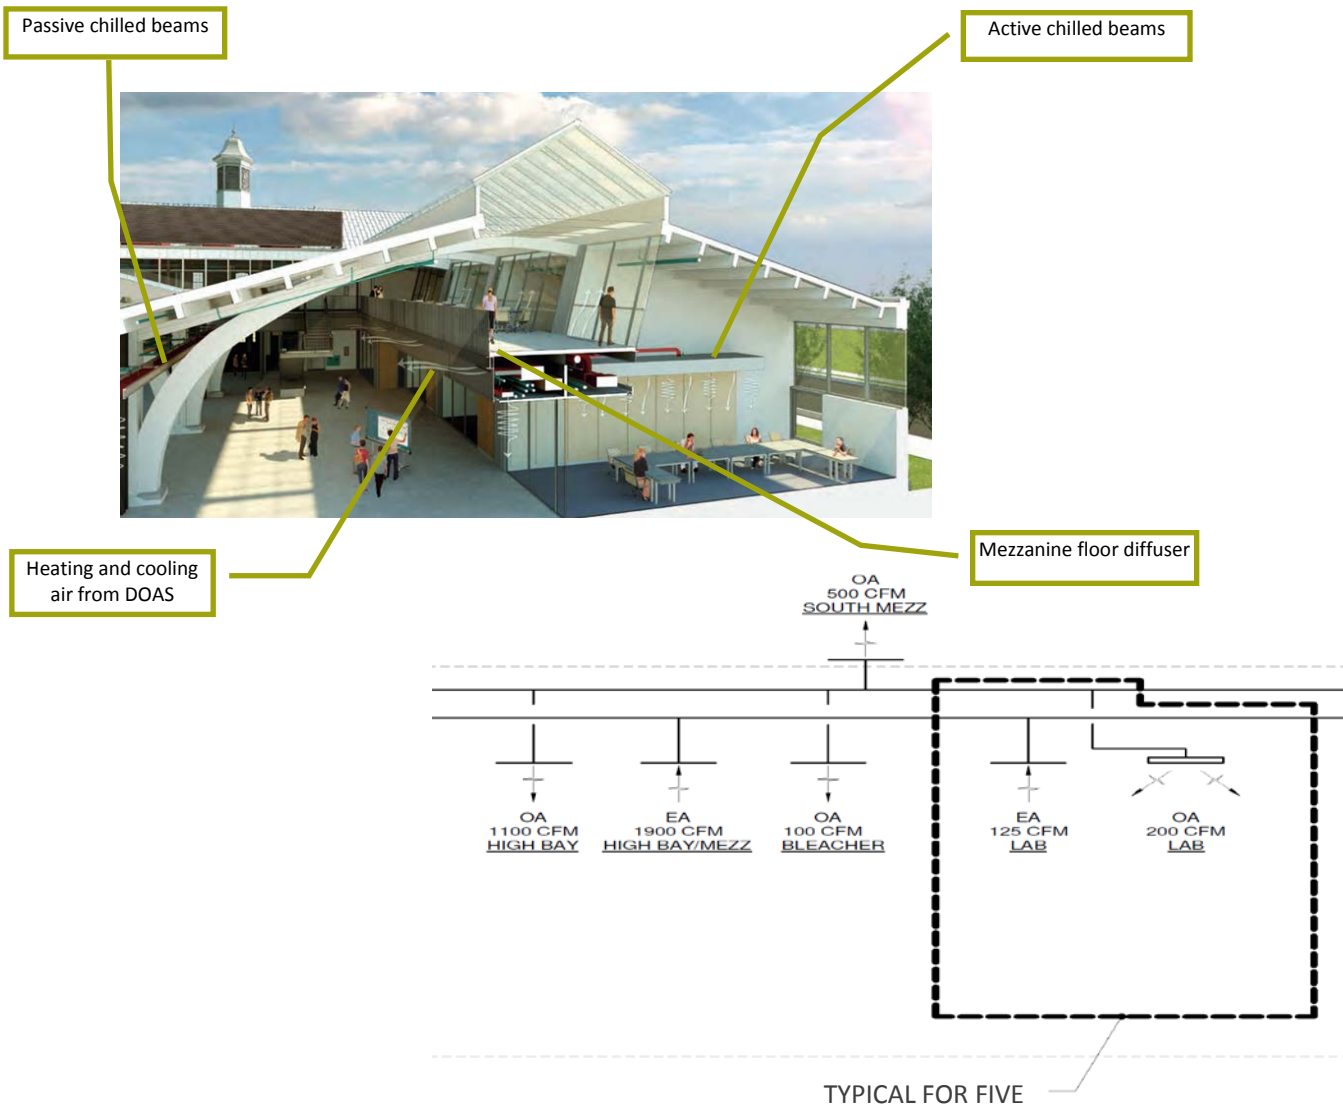 Passive chilled beams
Active chilled beams
Heating and cooling
air from DOAS
Mezzanine floor diffuser
OA
500 CFM
SOUTH MEZZ
OA
1100 CFM
HIGH BAY
EA
1900 CFM
HIGH BAY/MEZZ
OA
100 CFM
BLEACHER
EA
125 CFM
LAB
OA
200 CFM
LAB
TYPICAL FOR FIVE